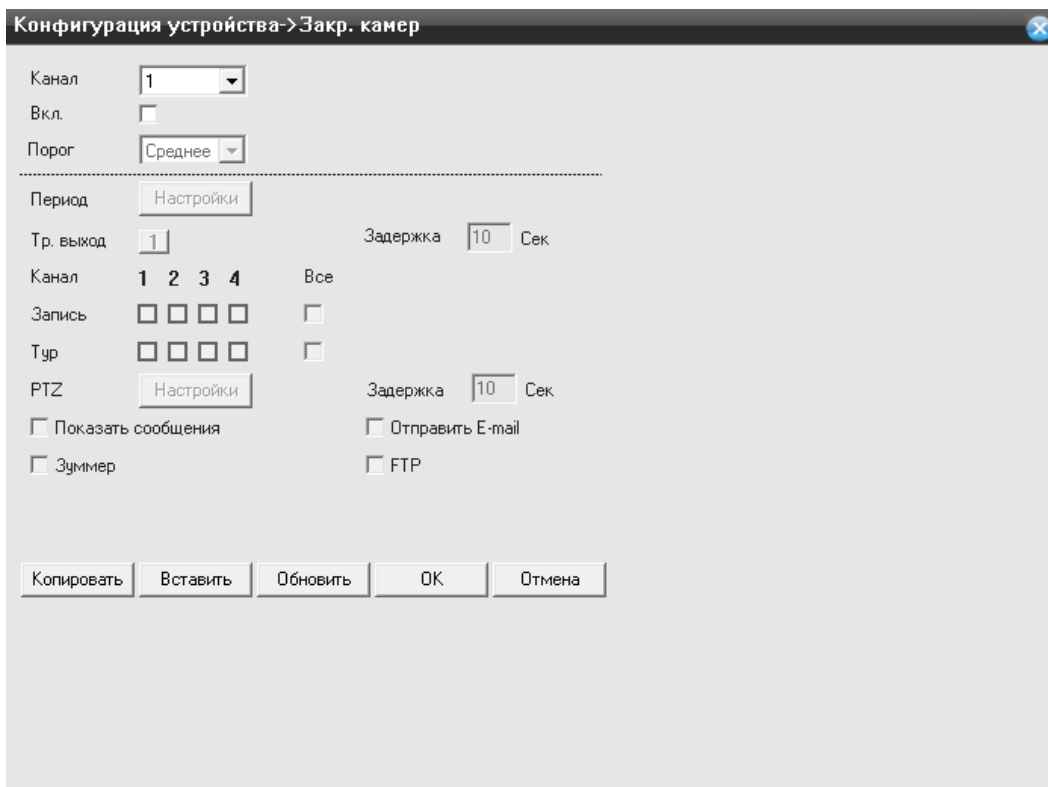 Конфигурация устройства->Закр. камер
Канал 1
Вкл.
Порог Среднее
Период Настройки
Тр. выход 1 Задержка 10 Сек
Канал 1 2 3 4 Все
Запись
Тур
PTZ Настройки Задержка 10 Сек
Показать сообщения Отправить E-mail
Зуммер FTP
Копировать Вставить Обновить OK Отмена